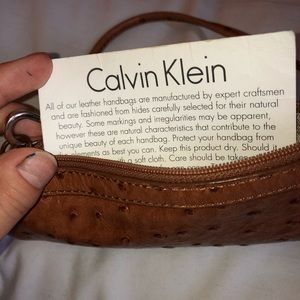 Calvin Klein
All of our leather handbags are manufactured by expert craftsmen
and are fashioned from hides carefully selected for their natural
beauty. Some markings and irregularities may be apparent,
however these are natural characteristics that contribute to the
unique beauty of each handbag. Protect your handbag from
as best you can. Keep this product dry. Should it
a soft cloth. Care should be